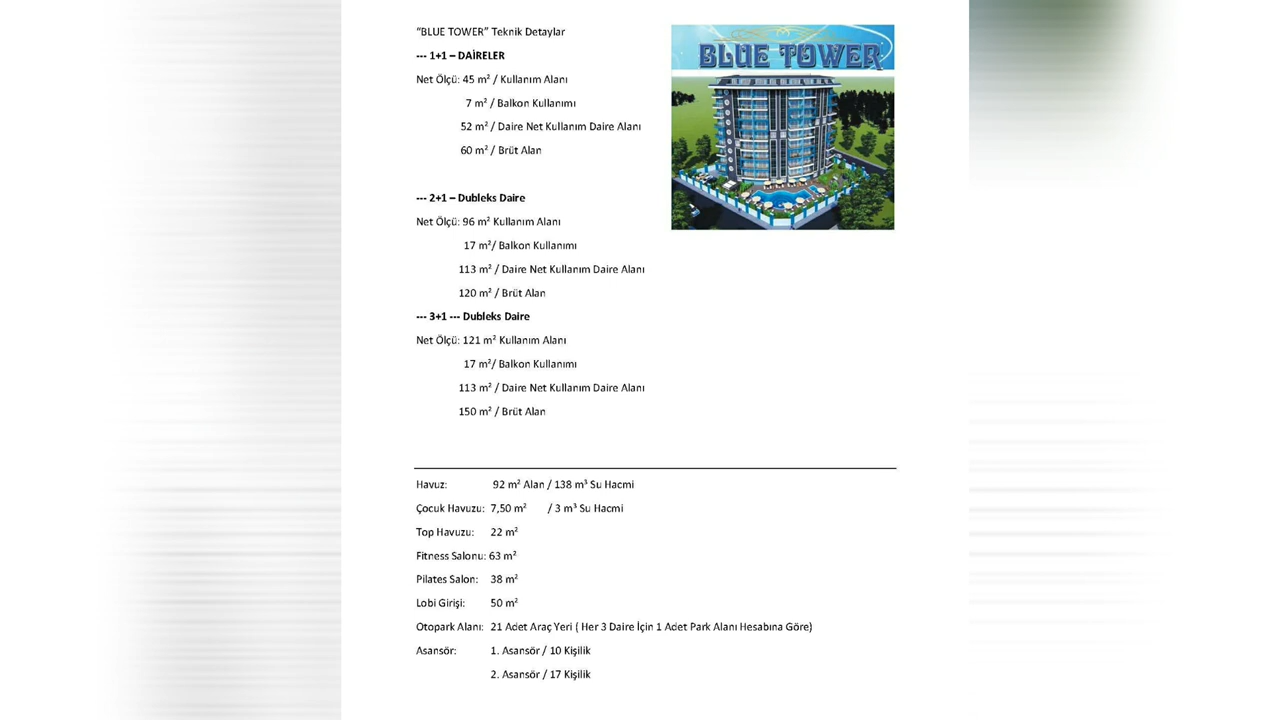 “BLUE TOWER” Teknik Detaylar
BLUE TOWER
--- 1+1 – DAİRELER
Net Ölçü: 45 m² / Kullanım Alanı
7 m² / Balkon Kullanımı
52 m² / Daire Net Kullanım Daire Alanı
60 m² / Brüt Alan
--- 2+1 – Dubleks Daire
Net Ölçü: 96 m² Kullanım Alanı
17 m²/ Balkon Kullanımı
113 m² / Daire Net Kullanım Daire Alanı
120 m² / Brüt Alan
--- 3+1 --- Dubleks Daire
Net Ölçü: 121 m² Kullanım Alanı
17 m²/ Balkon Kullanımı
113 m² / Daire Net Kullanım Daire Alanı
150 m² / Brüt Alan
Havuz: 92 m² Alan / 138 m³ Su Hacmi
Çocuk Havuzu: 7,50 m² / 3 m³ Su Hacmi
Top Havuzu: 22 m²
Fitness Salonu: 63 m²
Pilates Salon: 38 m²
Lobi Girişi: 50 m²
Otopark Alanı: 21 Adet Araç Yeri ( Her 3 Daire İçin 1 Adet Park Alanı Hesabına Göre)
Asansör: 1. Asansör / 10 Kişilik
2. Asansör / 17 Kişilik